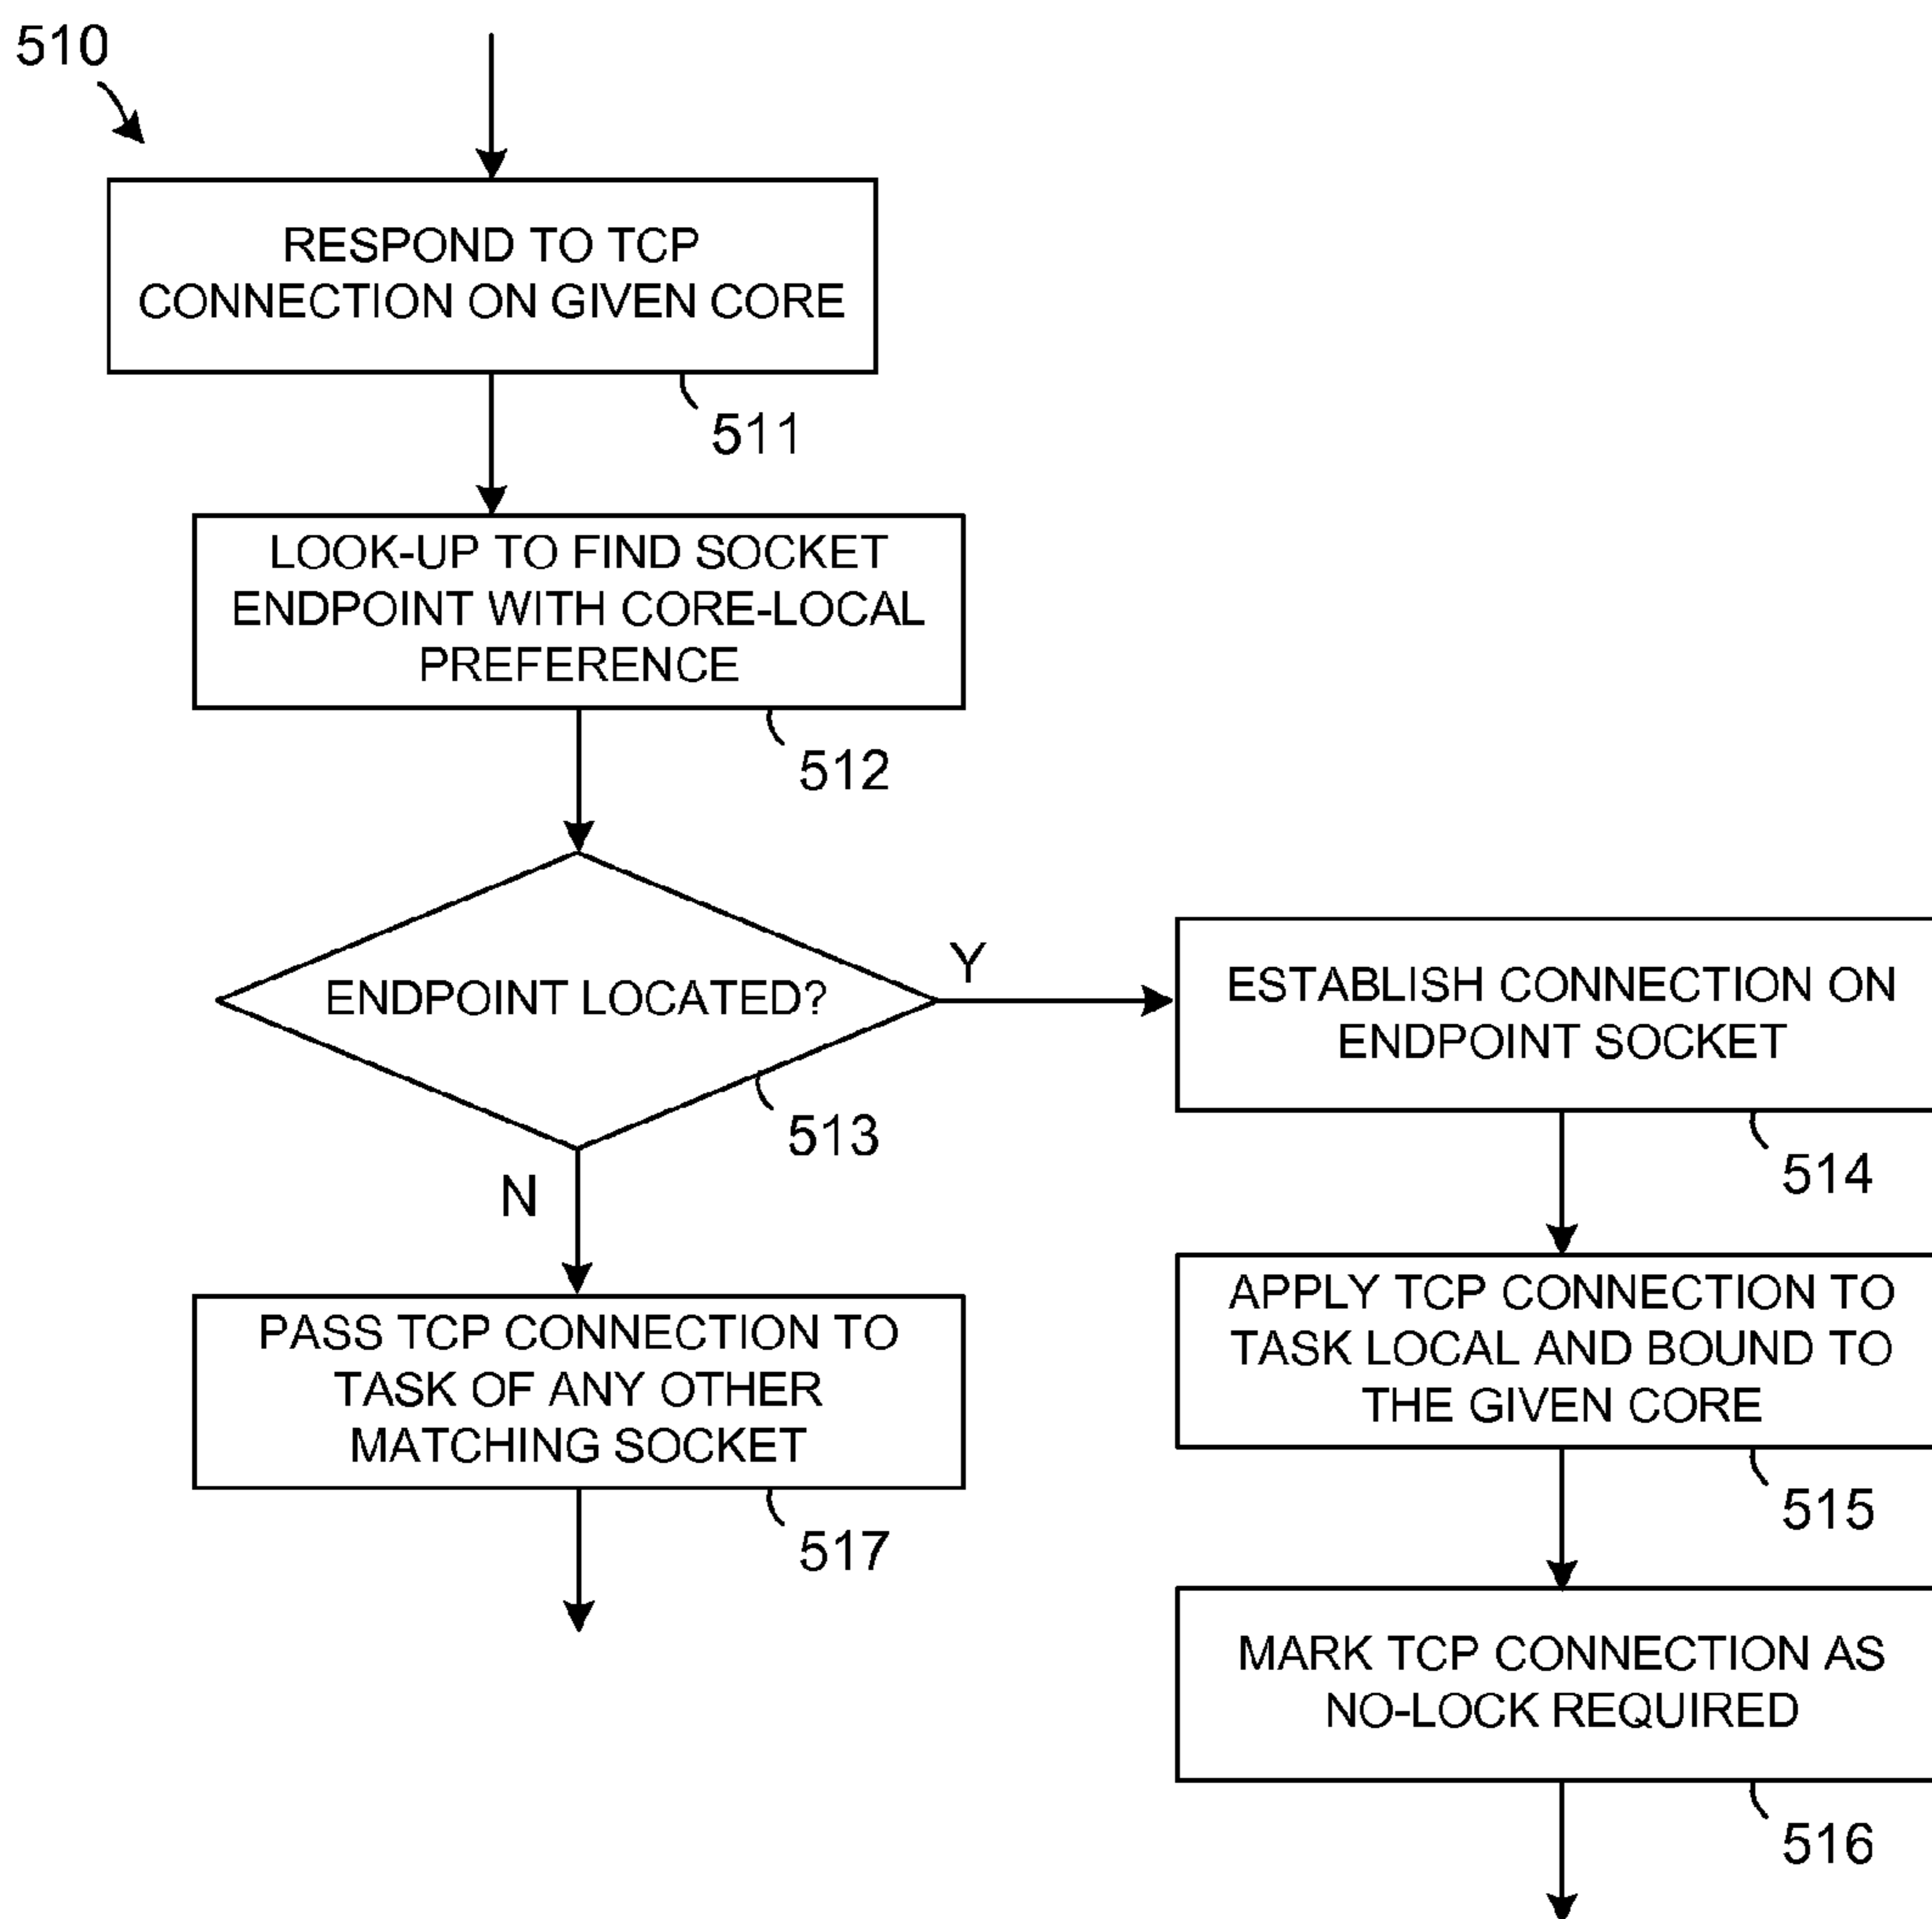 510
RESPOND TO TCP
CONNECTION ON GIVEN CORE
511
LOOK-UP TO FIND SOCKET
ENDPOINT WITH CORE-LOCAL
PREFERENCE
512
ENDPOINT LOCATED?
Y
513
N
ESTABLISH CONNECTION ON
ENDPOINT SOCKET
514
APPLY TCP CONNECTION TO
TASK LOCAL AND BOUND TO
THE GIVEN CORE
515
MARK TCP CONNECTION AS
NO-LOCK REQUIRED
516
PASS TCP CONNECTION TO
TASK OF ANY OTHER
MATCHING SOCKET
517